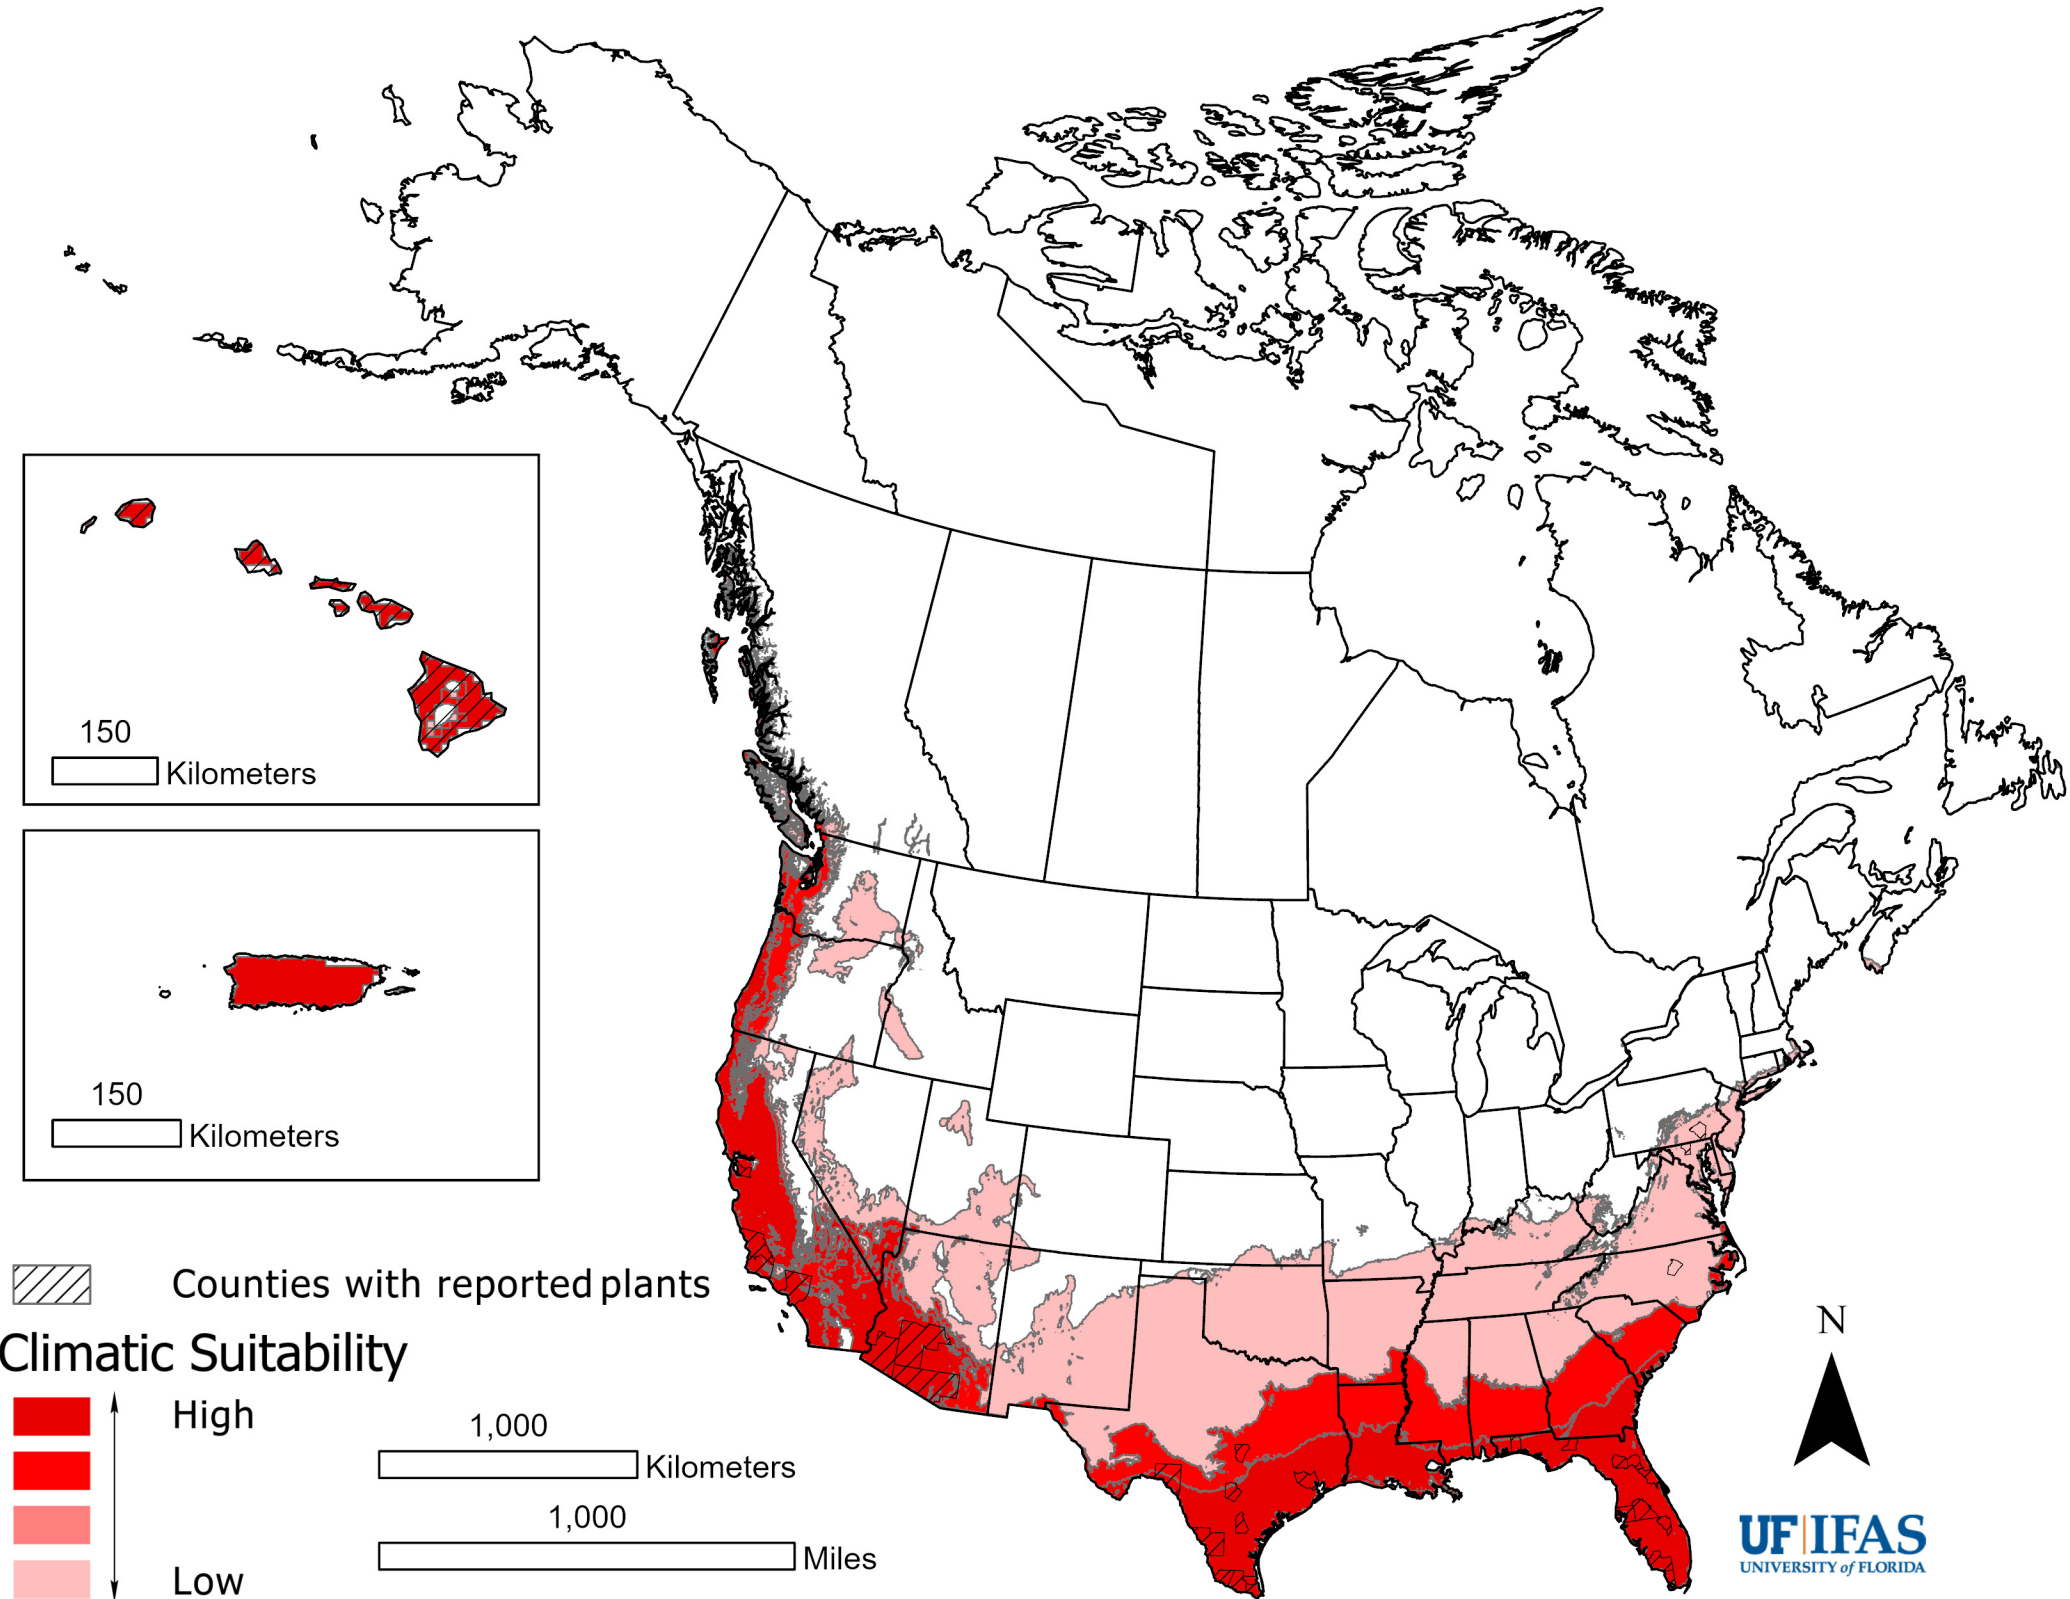 150
Kilometers
150
Kilometers
Counties with reported plants
Climatic Suitability
High
Low
1,000
Kilometers
1,000
Miles
N
UF|IFAS
UNIVERSITY of FLORIDA